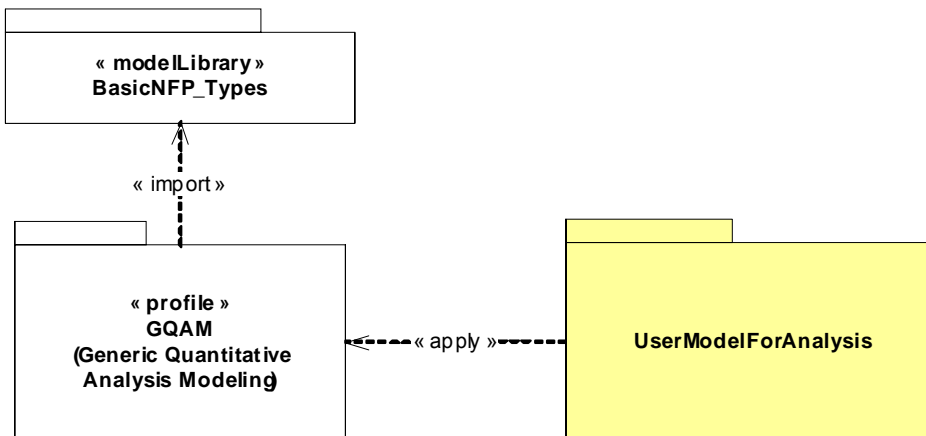 « modelLibrary »
BasicNFP_Types
« import »
« profile »
GQAM
(Generic Quantitative
Analysis Modeling)
« apply »
UserModelForAnalysis